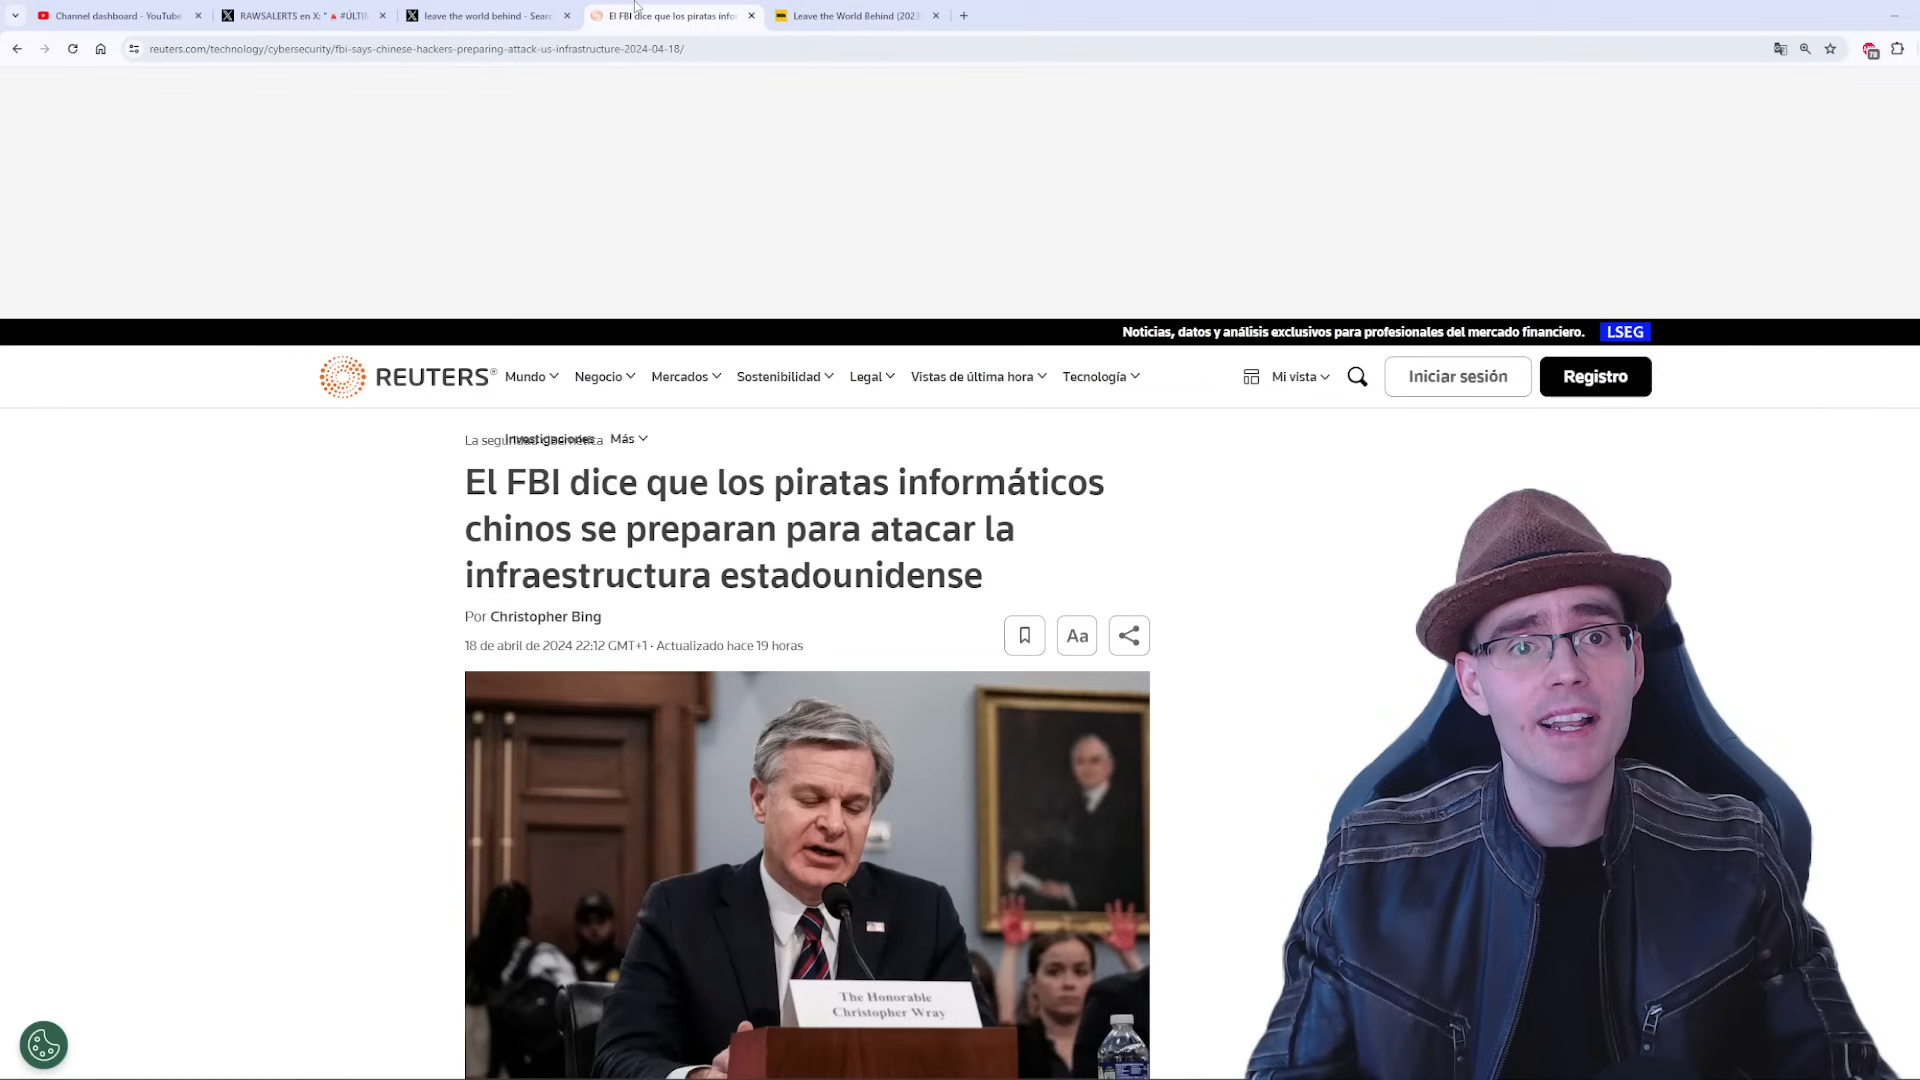 Channel dashboard - YouTube
RAWSALERTS en X: "🔺#ÚLTI
leave the world behind - Searc
El FBI dice que los piratas infor
Leave the World Behind (2023
reuters.com/technology/cybersecurity/fbi-says-chinese-hackers-preparing-attack-us-infrastructure-2024-04-18/
Noticias, datos y análisis exclusivos para profesionales del mercado financiero. LSEG
REUTERS® Mundo Negocio Mercados Sostenibilidad Legal Vistas de última hora Tecnología Mi vista Iniciar sesión Registro
La seguridad cibernética Investigaciones Más
El FBI dice que los piratas informáticos
chinos se preparan para atacar la
infraestructura estadounidense
Por Christopher Bing
18 de abril de 2024 22:12 GMT+1 · Actualizado hace 19 horas
Aa
The Honorable
Christopher Wray